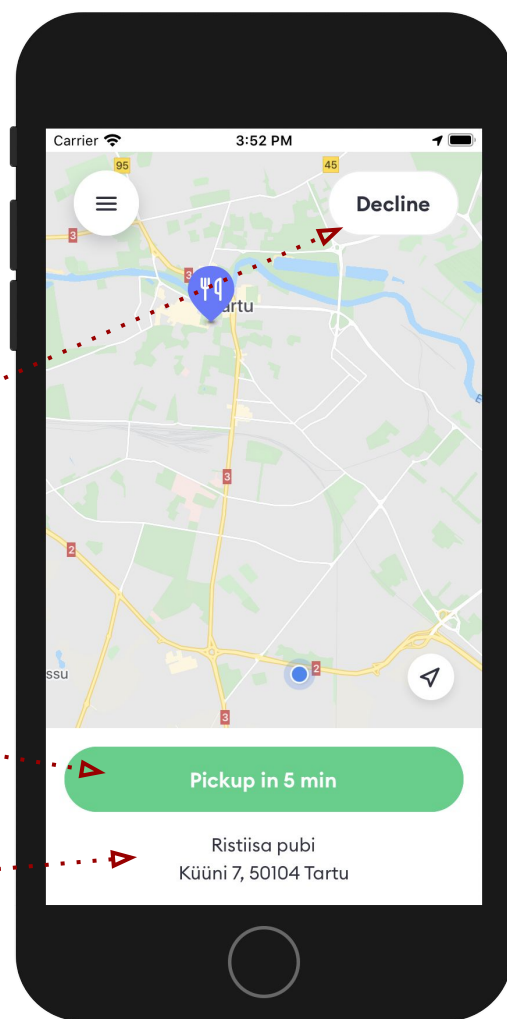 Carrier
3:52 PM
95
45
Decline
3
3
artu
E
3
2
ssu
2
3
Pickup in 5 min
Ristiisa pubi
Küüni 7, 50104 Tartu